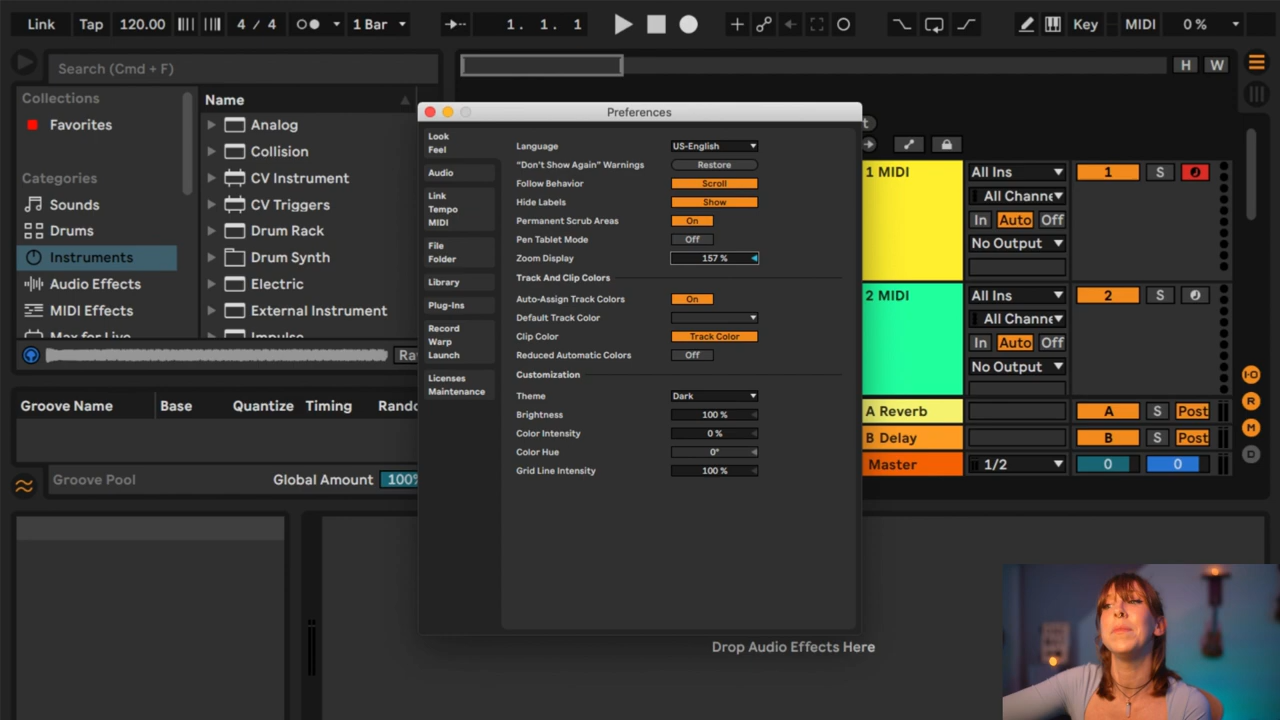 Link Tap 120.00 4 / 4 1 Bar 1. 1. 1 Key MIDI 0 %
Search (Cmd + F)
H W
Collections
Favorites
Categories
Sounds
Drums
Instruments
Audio Effects
MIDI Effects
Max for Live
Name
Analog
Collision
CV Instrument
CV Triggers
Drum Rack
Drum Synth
Electric
External Instrument
Impulse
Ra
Groove Name Base Quantize Timing Rando
Groove Pool Global Amount 100%
Preferences
Look
Feel
Audio
Link
Tempo
MIDI
File
Folder
Library
Plug-Ins
Record
Warp
Launch
Licenses
Maintenance
Language US-English
“Don't Show Again” Warnings Restore
Follow Behavior Scroll
Hide Labels Show
Permanent Scrub Areas On
Pen Tablet Mode Off
Zoom Display 157 %
Track And Clip Colors
Auto-Assign Track Colors On
Default Track Color
Clip Color Track Color
Reduced Automatic Colors Off
Customization
Theme Dark
Brightness 100 %
Color Intensity 0 %
Color Hue 0°
Grid Line Intensity 100 %
t
1 MIDI All Ins 1 S
All Channe
In Auto Off
No Output
2 MIDI All Ins 2 S
All Channe
In Auto Off
No Output
A Reverb A S Post
B Delay B S Post
Master 1/2 0 0
I·O
R
M
D
Drop Audio Effects Here